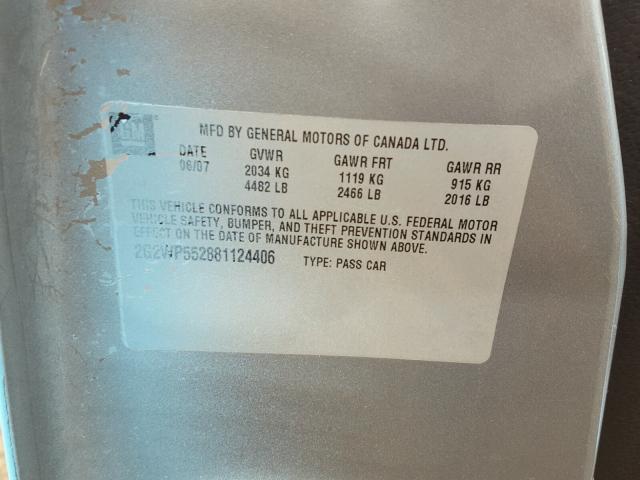 GM
MFD BY GENERAL MOTORS OF CANADA LTD.
DATE GVWR GAWR FRT GAWR RR
06/07 2034 KG 1119 KG 915 KG
4482 LB 2466 LB 2016 LB
THIS VEHICLE CONFORMS TO ALL APPLICABLE U.S. FEDERAL MOTOR
VEHICLE SAFETY, BUMPER, AND THEFT PREVENTION STANDARDS IN
EFFECT ON THE DATE OF MANUFACTURE SHOWN ABOVE.
2G2WP552881124406 TYPE: PASS CAR